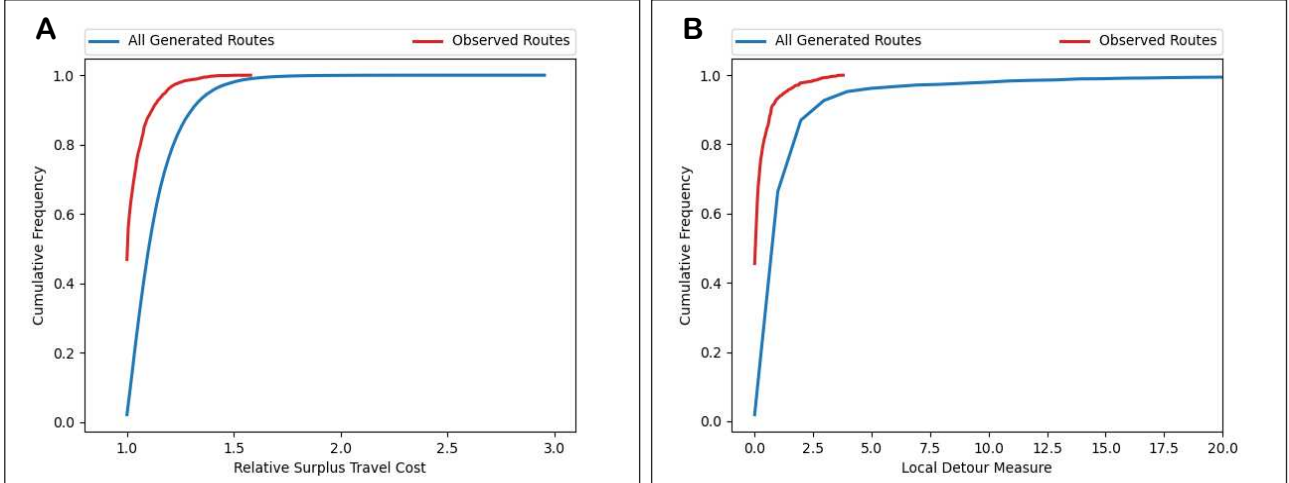 A
All Generated Routes
Observed Routes
Cumulative Frequency
1.0
0.8
0.6
0.4
0.2
0.0
1.0
1.5
2.0
2.5
3.0
Relative Surplus Travel Cost
B
All Generated Routes
Observed Routes
Cumulative Frequency
1.0
0.8
0.6
0.4
0.2
0.0
0.0
2.5
5.0
7.5
10.0
12.5
15.0
17.5
20.0
Local Detour Measure